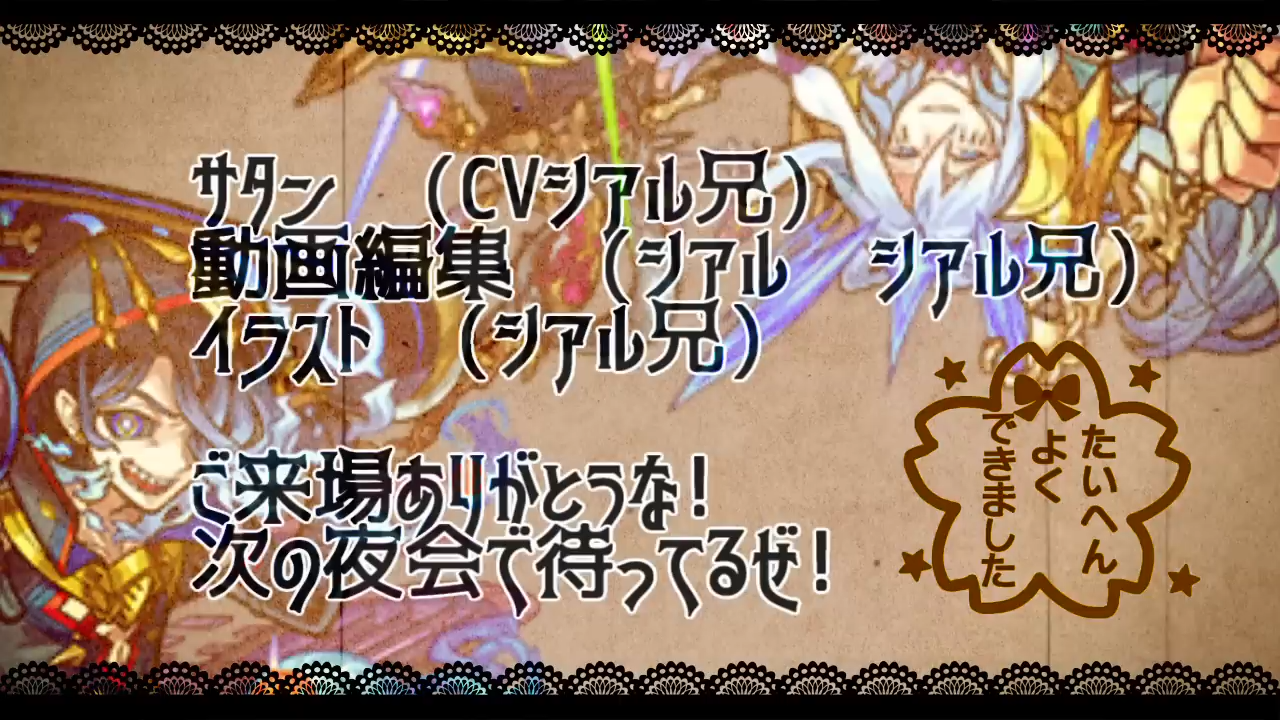 サタン　（CVシアル兄）
動画編集　（シアル　シアル兄）
イラスト　（シアル兄）
ご来場ありがとうな！
次の夜会で待ってるぜ！
たいへん
よく
できました